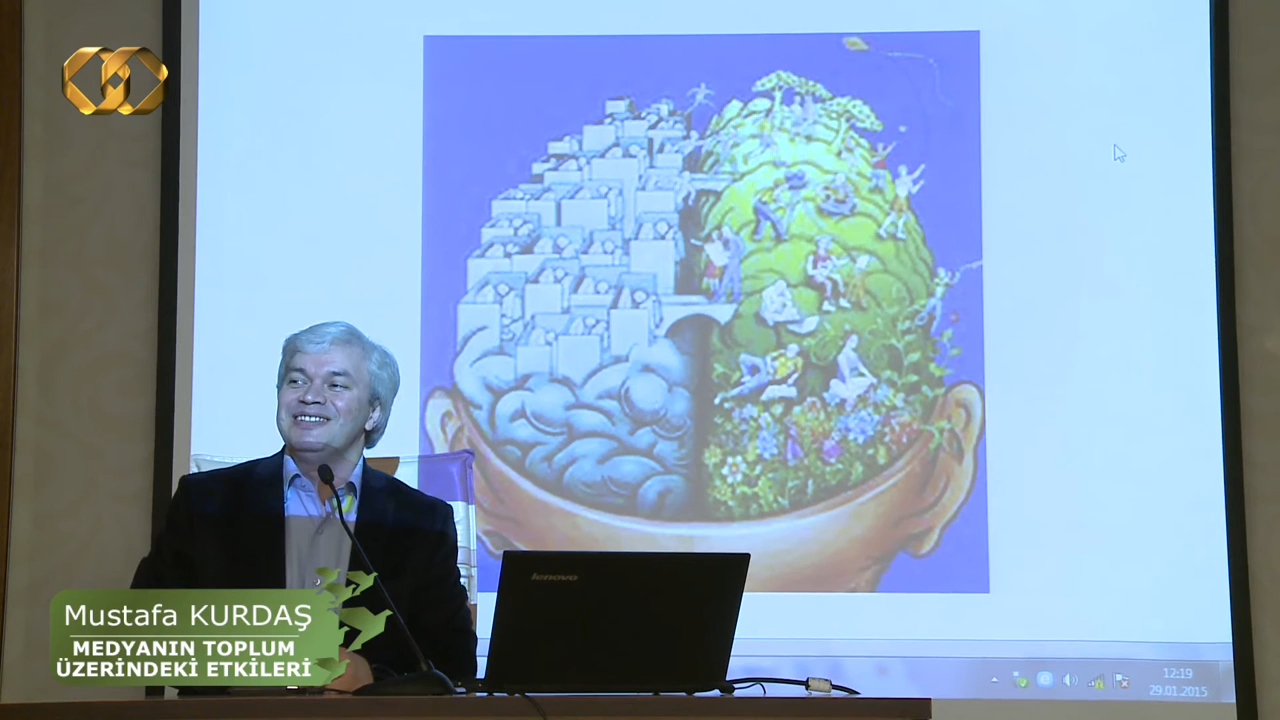 lenovo
Mustafa KURDAŞ
MEDYANIN TOPLUM
ÜZERİNDEKİ ETKİLERİ
12:19
29.01.2015